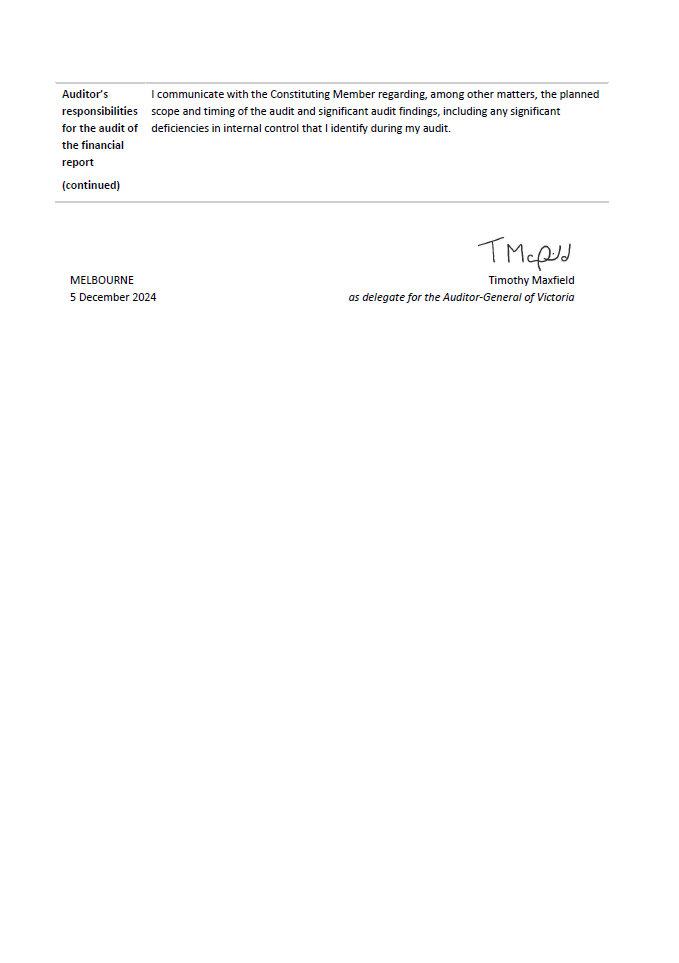 Auditor's
responsibilities
for the audit of
the financial
report
(continued)
I communicate with the Constituting Member regarding, among other matters, the planned
scope and timing of the audit and significant audit findings, including any significant
deficiencies in internal control that I identify during my audit.
MELBOURNE
5 December 2024
Timothy Maxfield
as delegate for the Auditor-General of Victoria